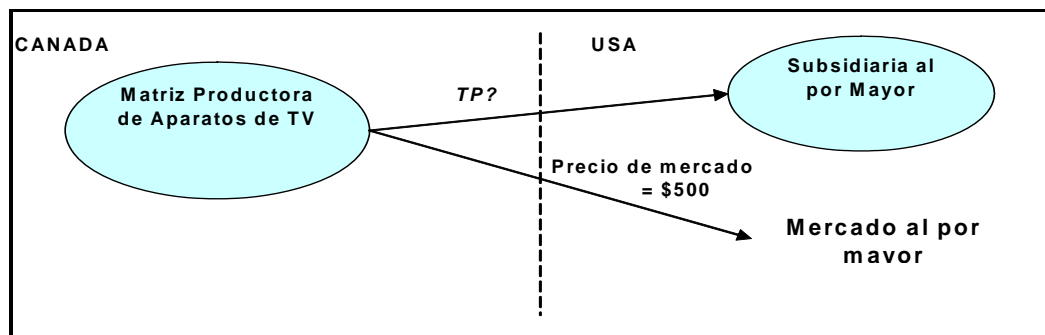 CANADA
USA
Matriz Productora
de Aparatos de TV
TP?
Subsidiaria al
por Mayor
Precio de mercado
= $500
Mercado al por
mavor